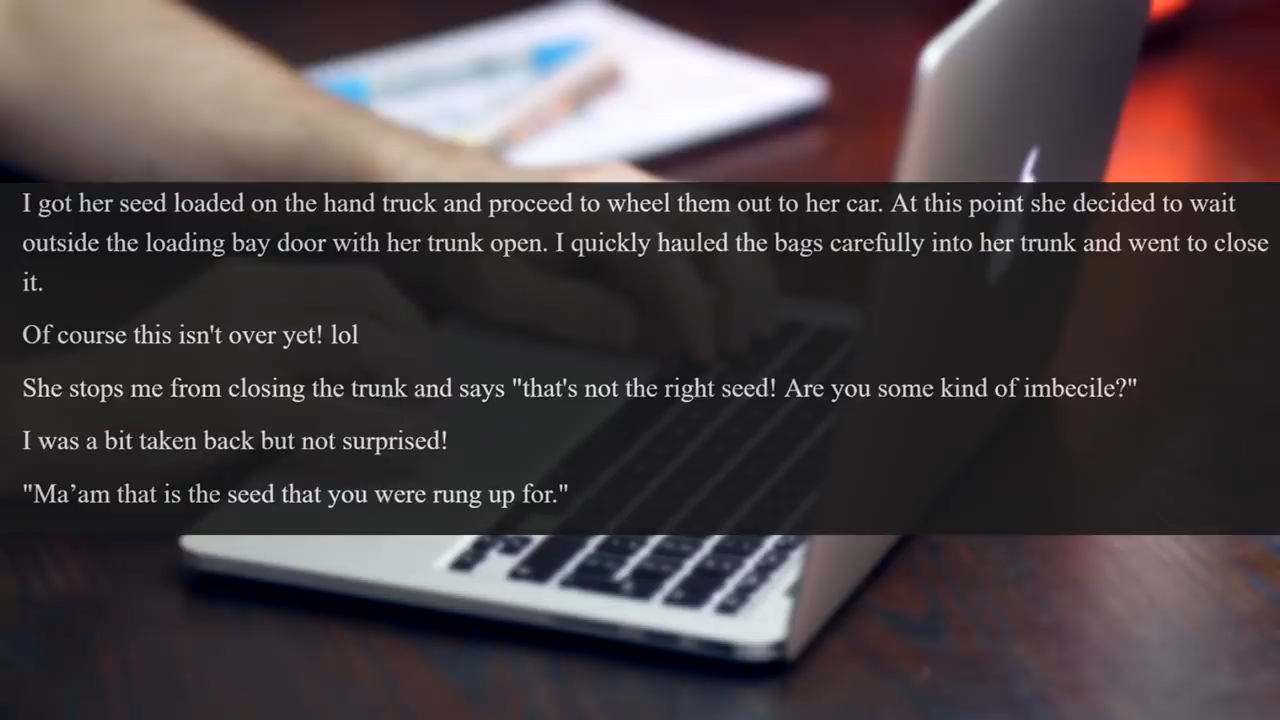 I got her seed loaded on the hand truck and proceed to wheel them out to her car. At this point she decided to wait
outside the loading bay door with her trunk open. I quickly hauled the bags carefully into her trunk and went to close
it.
Of course this isn't over yet! lol
She stops me from closing the trunk and says "that's not the right seed! Are you some kind of imbecile?"
I was a bit taken back but not surprised!
"Ma’am that is the seed that you were rung up for."